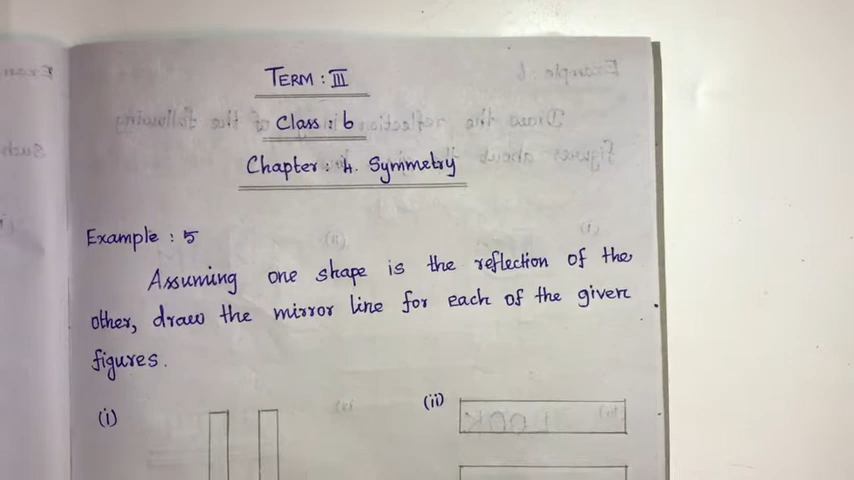 TERM : III
Class : 6
Chapter : 4. Symmetry
Example : 5
Assuming one shape is the reflection of the
other, draw the mirror line for each of the given
figures.
(i)
(ii)